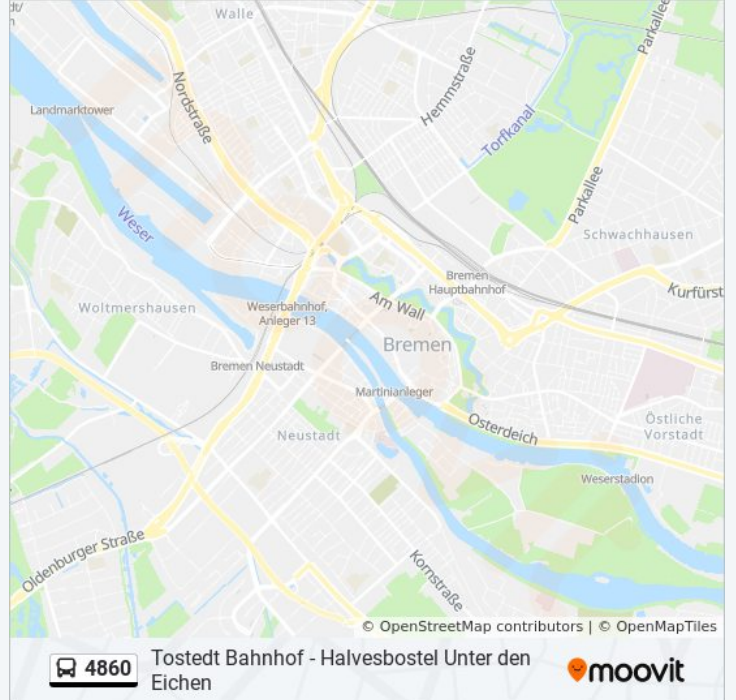 dt/
Walle
Parkallee
Hemmstraße
Nordstraße
Landmarktower
Torfkanal
Parkallee
Weser
Schwachhausen
Bremen
Hauptbahnhof
Kurfürst
Am Wall
Woltmershausen
Weserbahnhof,
Anleger 13
Bremen
Bremen Neustadt
Martinianleger
Osterdeich
Östliche
Vorstadt
Neustadt
Weserstadion
Oldenburger Straße
Kornstraße
© OpenStreetMap contributors | © OpenMapTiles
4860
Tostedt Bahnhof - Halvesbostel Unter den
Eichen
moovit